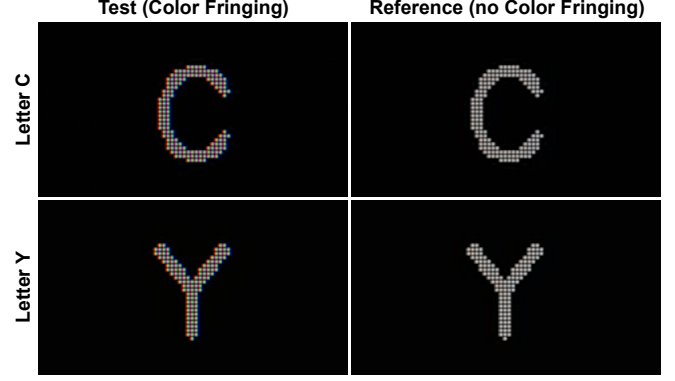 Test (Color Fringing) Reference (no Color Fringing)
Letter C C C
Letter Y Y Y